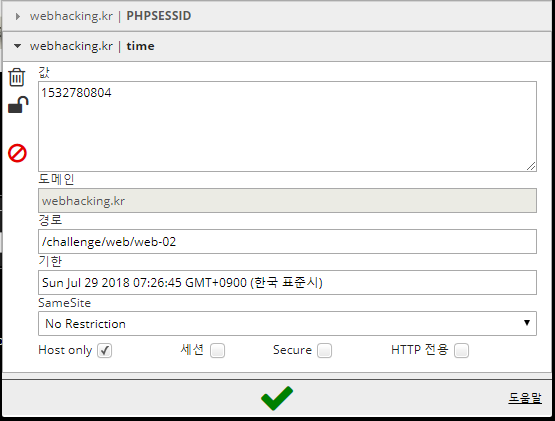 webhacking.kr | PHPSESSID
webhacking.kr | time
값
1532780804
도메인
webhacking.kr
경로
/challenge/web/web-02
기한
Sun Jul 29 2018 07:26:45 GMT+0900 (한국 표준시)
SameSite
No Restriction
Host only 세션 Secure HTTP 전용
도움말